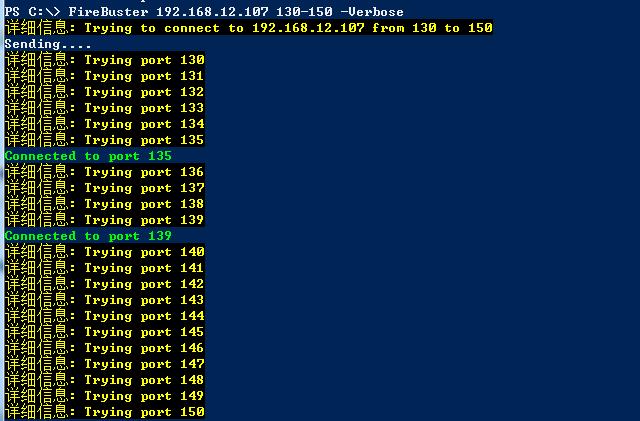 PS C:\> FireBuster 192.168.12.107 130-150 -Verbose
详细信息: Trying to connect to 192.168.12.107 from 130 to 150
Sending....
详细信息: Trying port 130
详细信息: Trying port 131
详细信息: Trying port 132
详细信息: Trying port 133
详细信息: Trying port 134
详细信息: Trying port 135
Connected to port 135
详细信息: Trying port 136
详细信息: Trying port 137
详细信息: Trying port 138
详细信息: Trying port 139
Connected to port 139
详细信息: Trying port 140
详细信息: Trying port 141
详细信息: Trying port 142
详细信息: Trying port 143
详细信息: Trying port 144
详细信息: Trying port 145
详细信息: Trying port 146
详细信息: Trying port 147
详细信息: Trying port 148
详细信息: Trying port 149
详细信息: Trying port 150